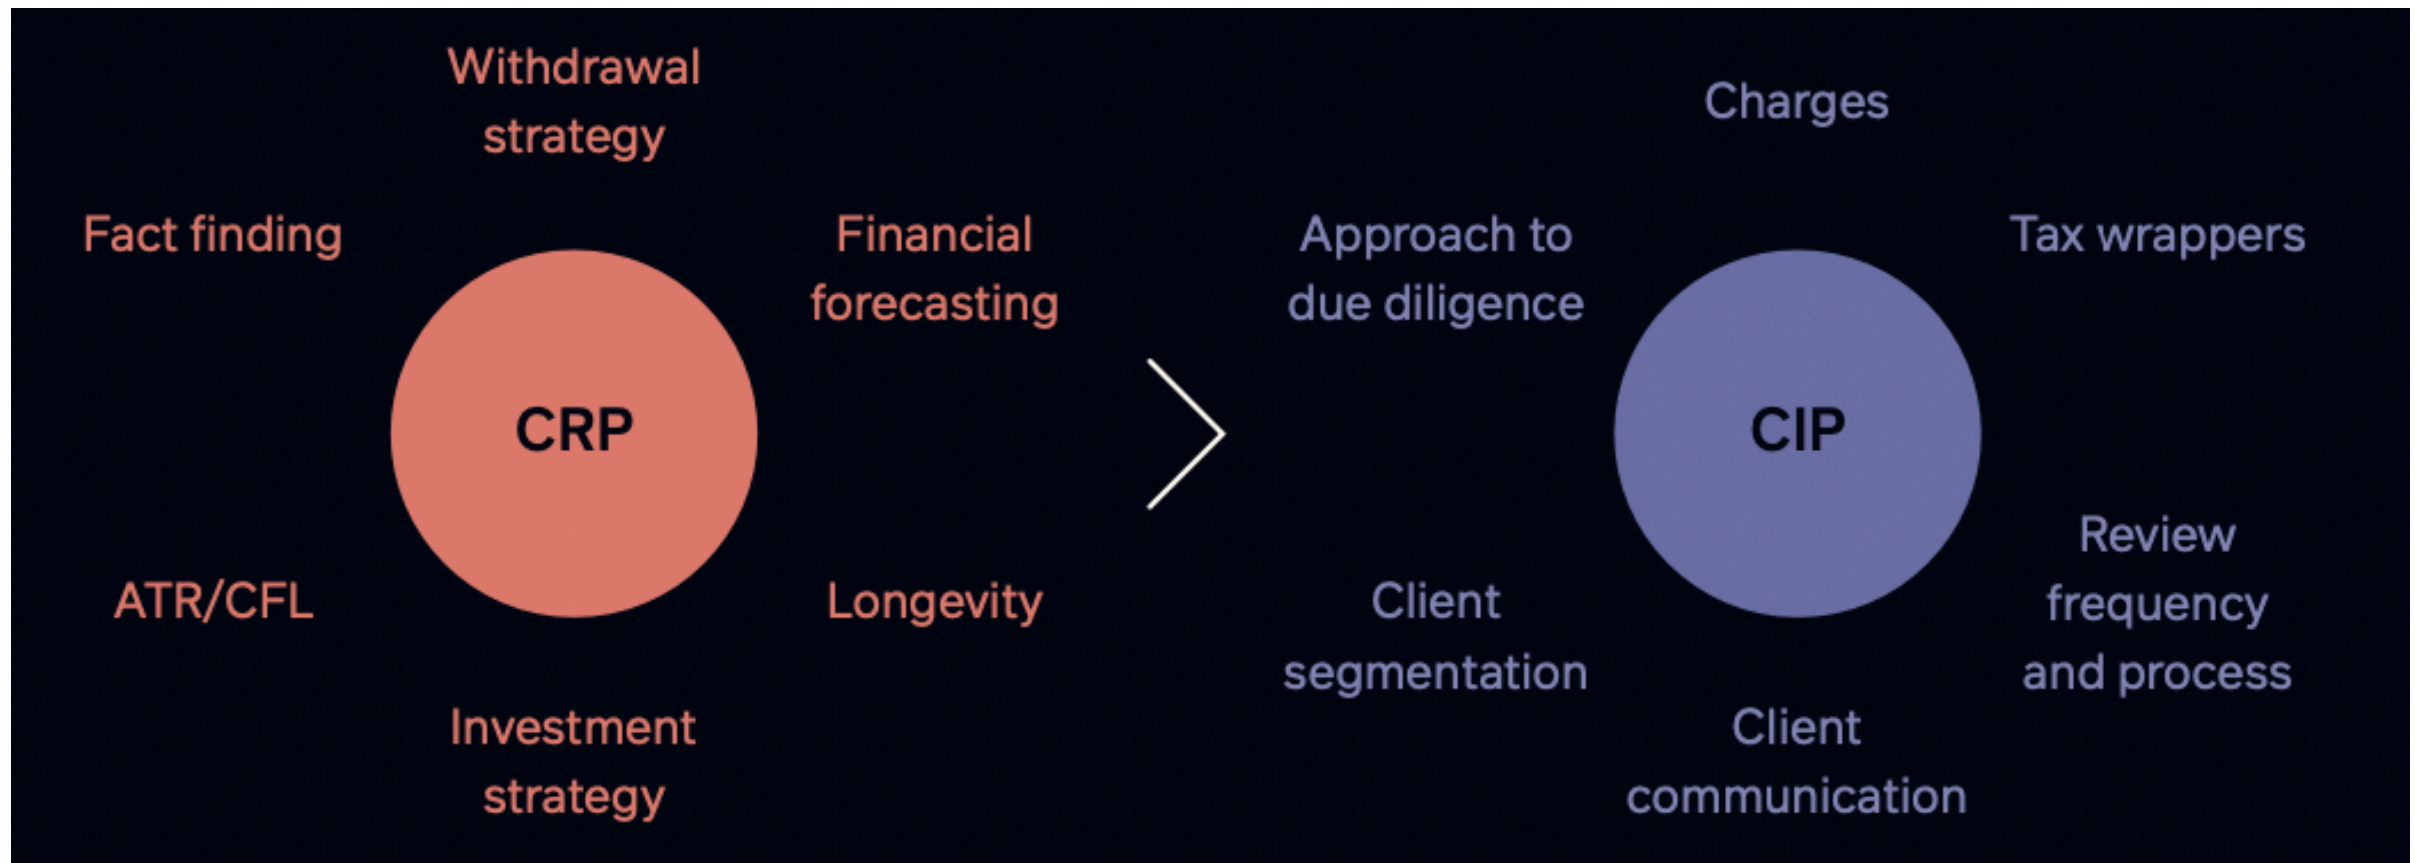 Withdrawal
strategy
Fact finding
Financial
forecasting
CRP
ATR/CFL
Longevity
Investment
strategy
Charges
Approach to
due diligence
Tax wrappers
CIP
Client
segmentation
Review
frequency
and process
Client
communication